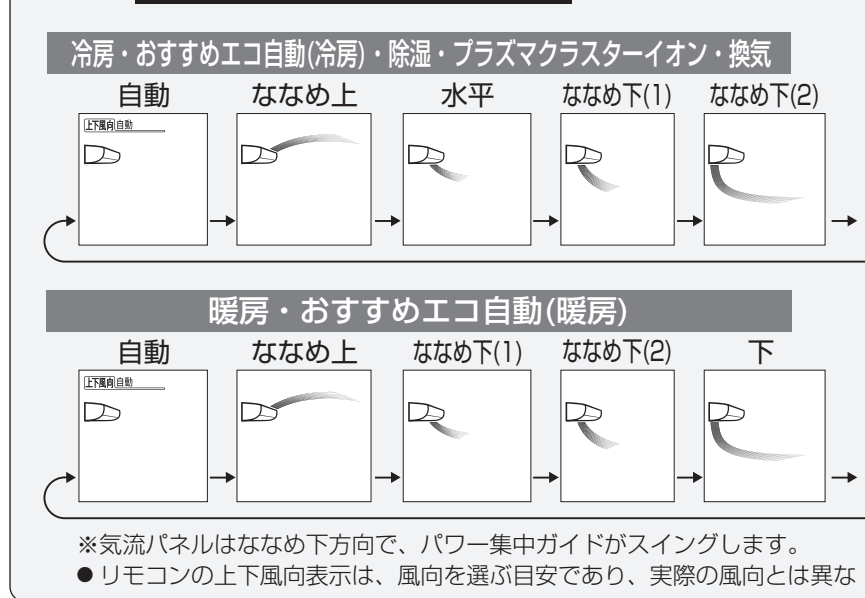 冷房・おすすめエコ自動(冷房)・除湿・プラズマクラスターイオン・換気
自動 ななめ上 水平 ななめ下(1) ななめ下(2)
上下風向 自動
暖房・おすすめエコ自動(暖房)
自動 ななめ上 ななめ下(1) ななめ下(2) 下
上下風向 自動
※気流パネルはななめ下方向で、パワー集中ガイドがスイングします。
●リモコンの上下風向表示は、風向を選ぶ目安であり、実際の風向とは異な